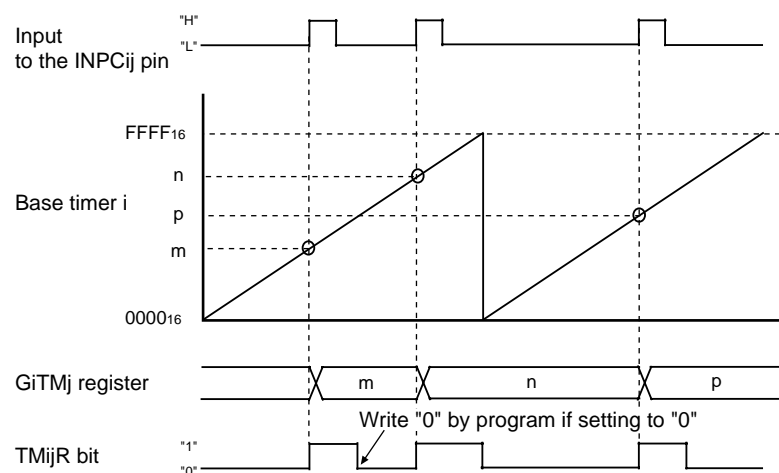 "H"
Input
"L"
to the INPCij pin
FFFF16
n
Base timer i
p
m
000016
GiTMj register
m
n
p
Write "0" by program if setting to "0"
"1"
TMijR bit
"0"